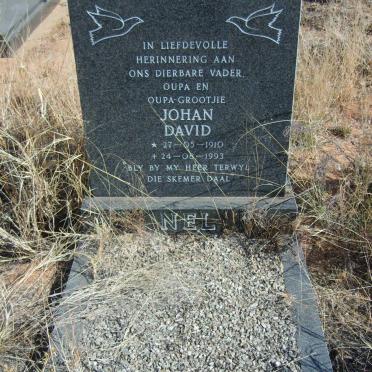 IN LIEFDEVOLLE
HERINNERING AAN
ONS DIERBARE VADER,
OUPA EN
OUPA-GROOTJIE
JOHAN
DAVID
* 27-05-1910
+ 24-08-1993
"BLY BY MY HEER TERWYL
DIE SKEMER DAAL"
NEL